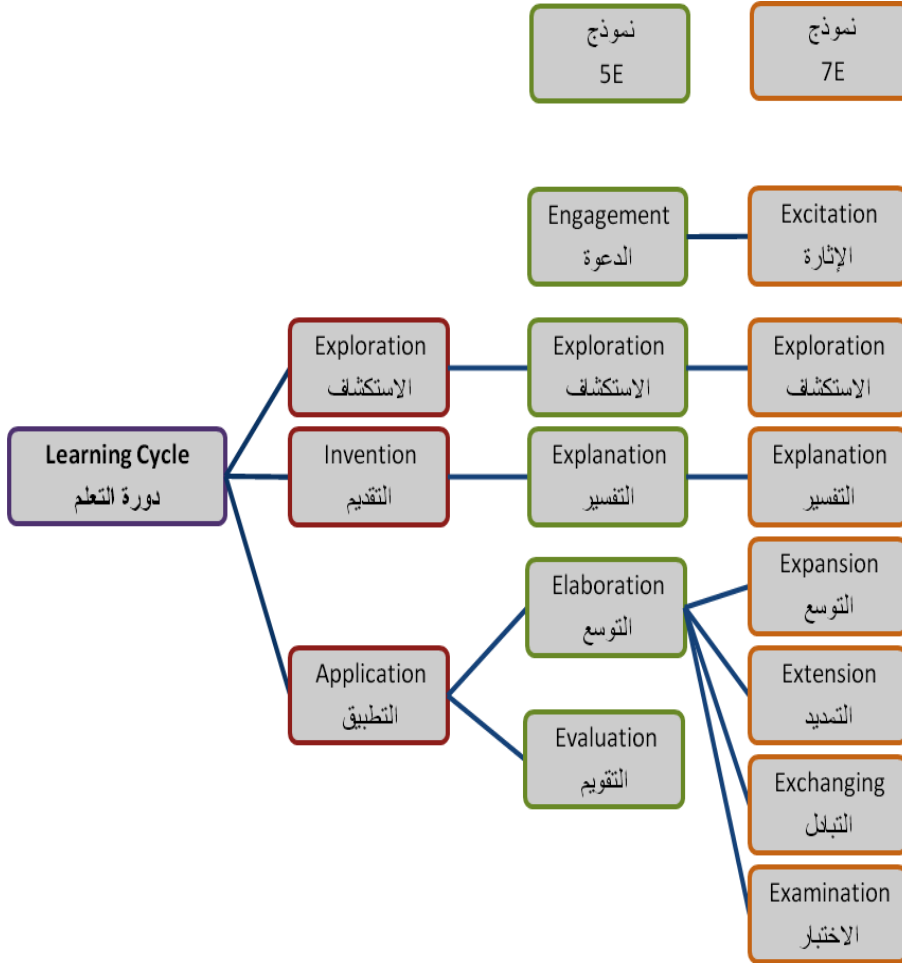 نموذج
5E
نموذج
7E
Engagement
الدعوة
Excitation
الإثارة
Exploration
الاستكشاف
Exploration
الاستكشاف
Exploration
الاستكشاف
Learning Cycle
دورة التعلم
Invention
التقديم
Explanation
التفسير
Explanation
التفسير
Application
التطبيق
Elaboration
التوسع
Evaluation
التقويم
Expansion
التوسع
Extension
التمديد
Exchanging
التبادل
Examination
الاختبار